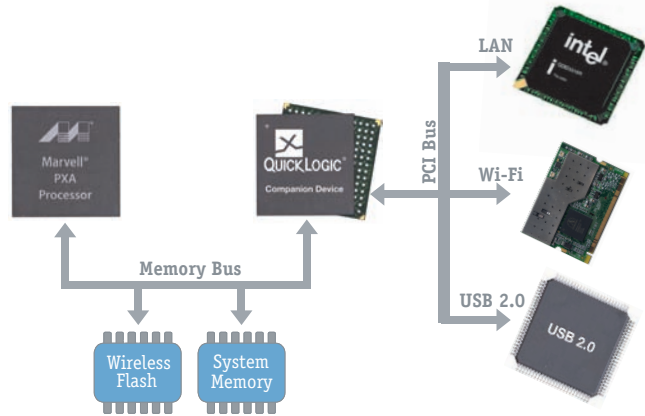 LAN
intel®
i
Marvell®
PXA
Processor
QUICKLOGIC®
Companion Device
PCI Bus
Wi-Fi
Memory Bus
USB 2.0
USB 2.0
Wireless
Flash
System
Memory